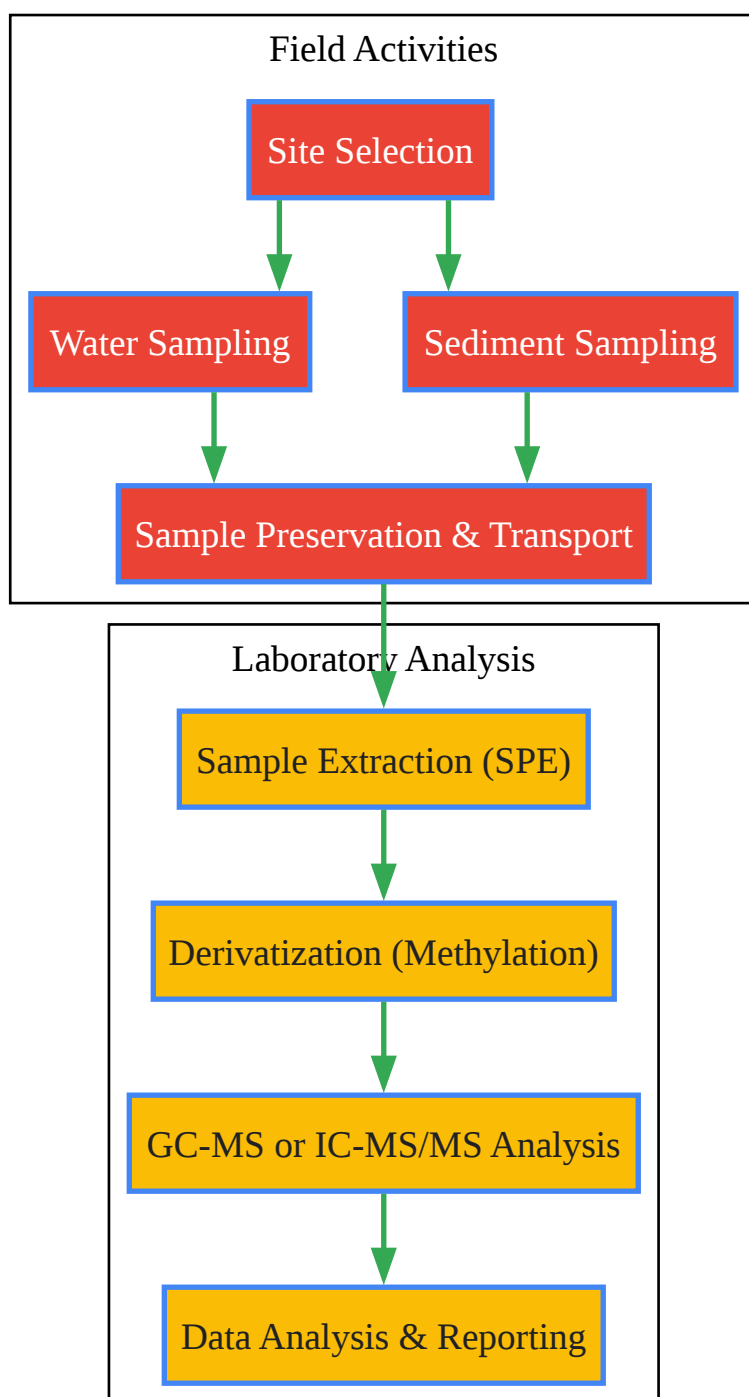 Field Activities
Site Selection
Water Sampling
Sediment Sampling
Sample Preservation & Transport
Laboratory Analysis
Sample Extraction (SPE)
Derivatization (Methylation)
GC-MS or IC-MS/MS Analysis
Data Analysis & Reporting